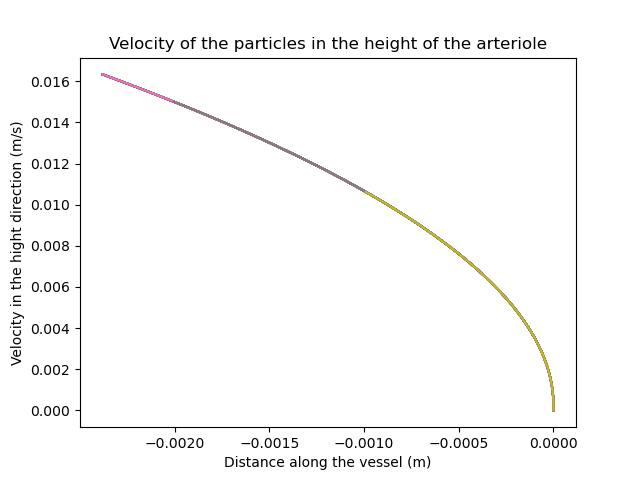 Velocity of the particles in the height of the arteriole
0.016
0.014
0.012
0.010
0.008
0.006
0.004
0.002
0.000
Velocity in the hight direction (m/s)
−0.0020 −0.0015 −0.0010 −0.0005 0.0000
Distance along the vessel (m)